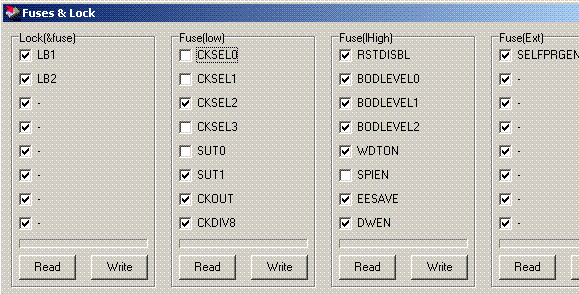 Fuses & Lock
Lock(&fuse)
LB1
LB2
-
-
-
-
-
-
Read Write
Fuse(low)
CKSEL0
CKSEL1
CKSEL2
CKSEL3
SUT0
SUT1
CKOUT
CKDIV8
Read Write
Fuse(lHigh)
RSTDISBL
BODLEVEL0
BODLEVEL1
BODLEVEL2
WDTON
SPIEN
EESAVE
DWEN
Read Write
Fuse(Ext)
SELFPRGEN
-
-
-
-
-
-
-
Read